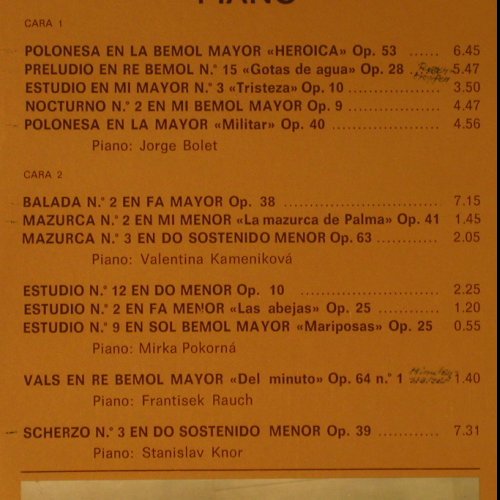 PIANO
CARA 1
POLONESA EN LA BEMOL MAYOR «HEROICA» Op. 53 ...... 6.45
PRELUDIO EN RE BEMOL N.º 15 «Gotas de agua» Op. 28 5.47
ESTUDIO EN MI MAYOR N.º 3 «Tristeza» Op. 10 ............ 3.50
NOCTURNO N.º 2 EN MI BEMOL MAYOR Op. 9 ............ 4.47
POLONESA EN LA MAYOR «Militar» Op. 40 ................ 4.56
Piano: Jorge Bolet
CARA 2
BALADA N.º 2 EN FA MAYOR Op. 38 ........................ 7.15
MAZURCA N.º 2 EN MI MENOR «La mazurca de Palma» Op. 41 1.45
MAZURCA N.º 3 EN DO SOSTENIDO MENOR Op. 63 ............ 2.05
Piano: Valentina Kameniková
ESTUDIO N.º 12 EN DO MENOR Op. 10 ...................... 2.25
ESTUDIO N.º 2 EN FA MENOR «Las abejas» Op. 25 .......... 1.20
ESTUDIO N.º 9 EN SOL BEMOL MAYOR «Mariposas» Op. 25 0.55
Piano: Mirka Pokorná
VALS EN RE BEMOL MAYOR «Del minuto» Op. 64 n.º 1 1.40
Piano: Frantisek Rauch
SCHERZO N.º 3 EN DO SOSTENIDO MENOR Op. 39 ............ 7.31
Piano: Stanislav Knor